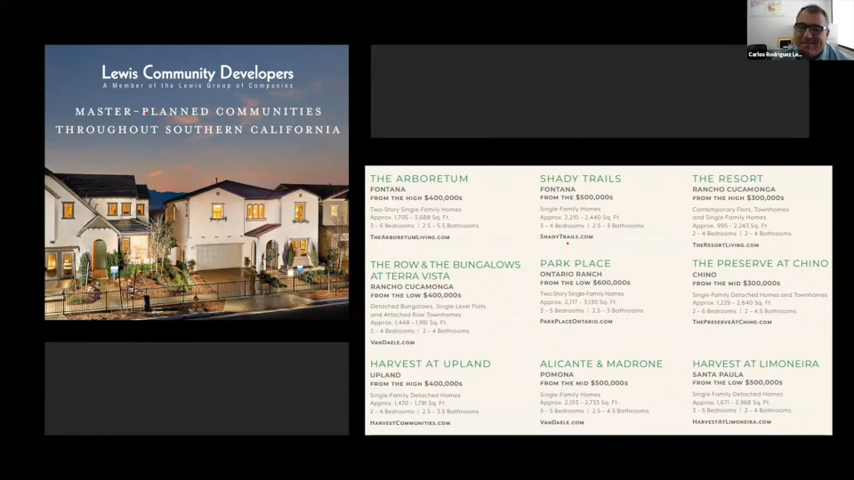 Lewis Community Developers
A Member of the Lewis Group of Companies
MASTER-PLANNED COMMUNITIES
THROUGHOUT SOUTHERN CALIFORNIA
Carlos Rodriguez Le...
THE ARBORETUM
FONTANA
FROM THE HIGH $400,000s
Two-Story Single-Family Homes
Approx. 1,705 - 3,688 Sq. Ft.
3 - 6 Bedrooms | 2.5 - 5.5 Bathrooms
TheArboretumLiving.com
SHADY TRAILS
FONTANA
FROM THE $500,000s
Single-Family Homes
Approx. 2,210 - 2,440 Sq. Ft.
3 - 4 Bedrooms | 2.5 - 3 Bathrooms
ShadyTrails.com
THE RESORT
RANCHO CUCAMONGA
FROM THE HIGH $300,000s
Contemporary Flats, Townhomes
and Single-Family Homes
Approx. 995 - 2,243 Sq. Ft.
2 - 4 Bedrooms | 2 - 4 Bathrooms
TheResortLiving.com
THE ROW & THE BUNGALOWS
AT TERRA VISTA
RANCHO CUCAMONGA
FROM THE LOW $400,000s
Detached Bungalows, Single-Level Flats
and Attached Row Townhomes
Approx. 1,448 - 1,951 Sq. Ft.
2 - 4 Bedrooms | 2 - 4 Bathrooms
VanDaele.com
PARK PLACE
ONTARIO RANCH
FROM THE LOW $600,000s
Two-Story Single-Family Homes
Approx. 2,717 - 3,130 Sq. Ft.
3 - 5 Bedrooms | 2.5 - 3 Bathrooms
ParkPlaceOntario.com
THE PRESERVE AT CHINO
CHINO
FROM THE MID $300,000s
Single-Family Detached Homes and Townhomes
Approx. 1,229 - 2,640 Sq. Ft.
2 - 6 Bedrooms | 2 - 4.5 Bathrooms
ThePreserveAtChino.com
HARVEST AT UPLAND
UPLAND
FROM THE HIGH $400,000s
Single-Family Detached Homes
Approx. 1,470 - 1,791 Sq. Ft.
2 - 4 Bedrooms | 2.5 - 3.5 Bathrooms
HarvestCommunities.com
ALICANTE & MADRONE
POMONA
FROM THE MID $500,000s
Single-Family Detached Homes
Approx. 2,013 - 2,733 Sq. Ft.
3 - 5 Bedrooms | 2.5 - 4.5 Bathrooms
VanDaele.com
HARVEST AT LIMONEIRA
SANTA PAULA
FROM THE LOW $500,000s
Single-Family Detached Homes
Approx. 1,671 - 2,968 Sq. Ft.
3 - 5 Bedrooms | 2 - 4 Bathrooms
HarvestAtLimoneira.com